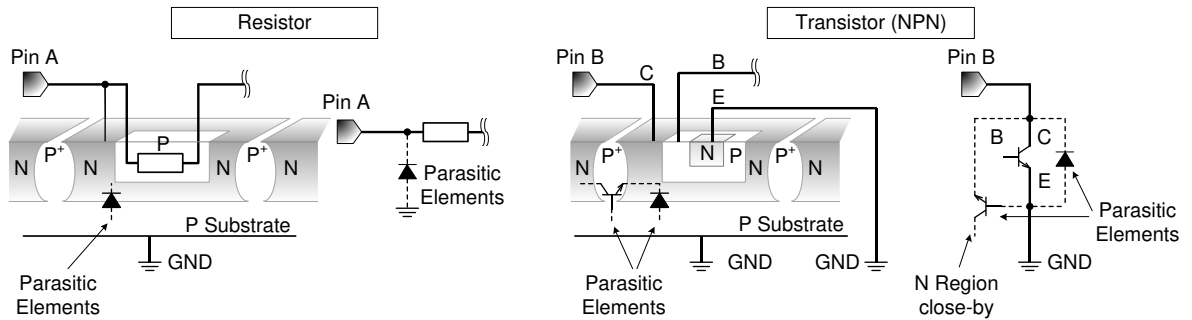 Resistor
Transistor (NPN)
Pin A
Pin A
N
P+
N
P
N
P+
N
Parasitic
Elements
P Substrate
GND
Parasitic
Elements
Pin B
C
B
E
N
P+
N
N
P
P+
N
P Substrate
GND
GND
Parasitic
Elements
Pin B
B
C
E
Parasitic
Elements
GND
N Region
close-by